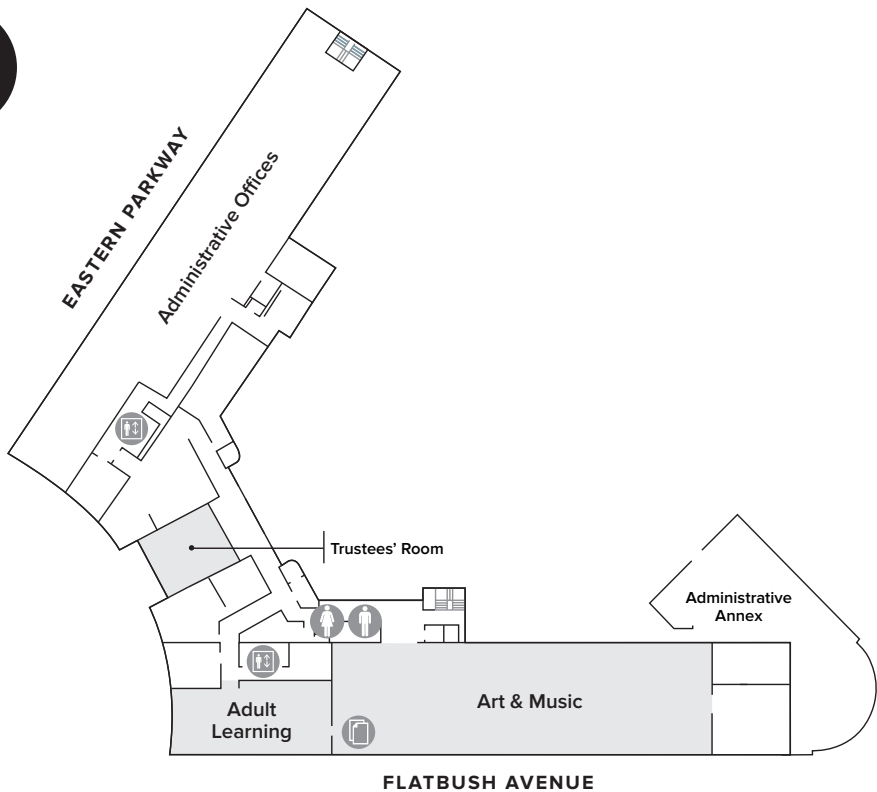 EASTERN PARKWAY
Administrative Offices
Trustees' Room
Administrative
Annex
Art & Music
Adult
Learning
FLATBUSH AVENUE